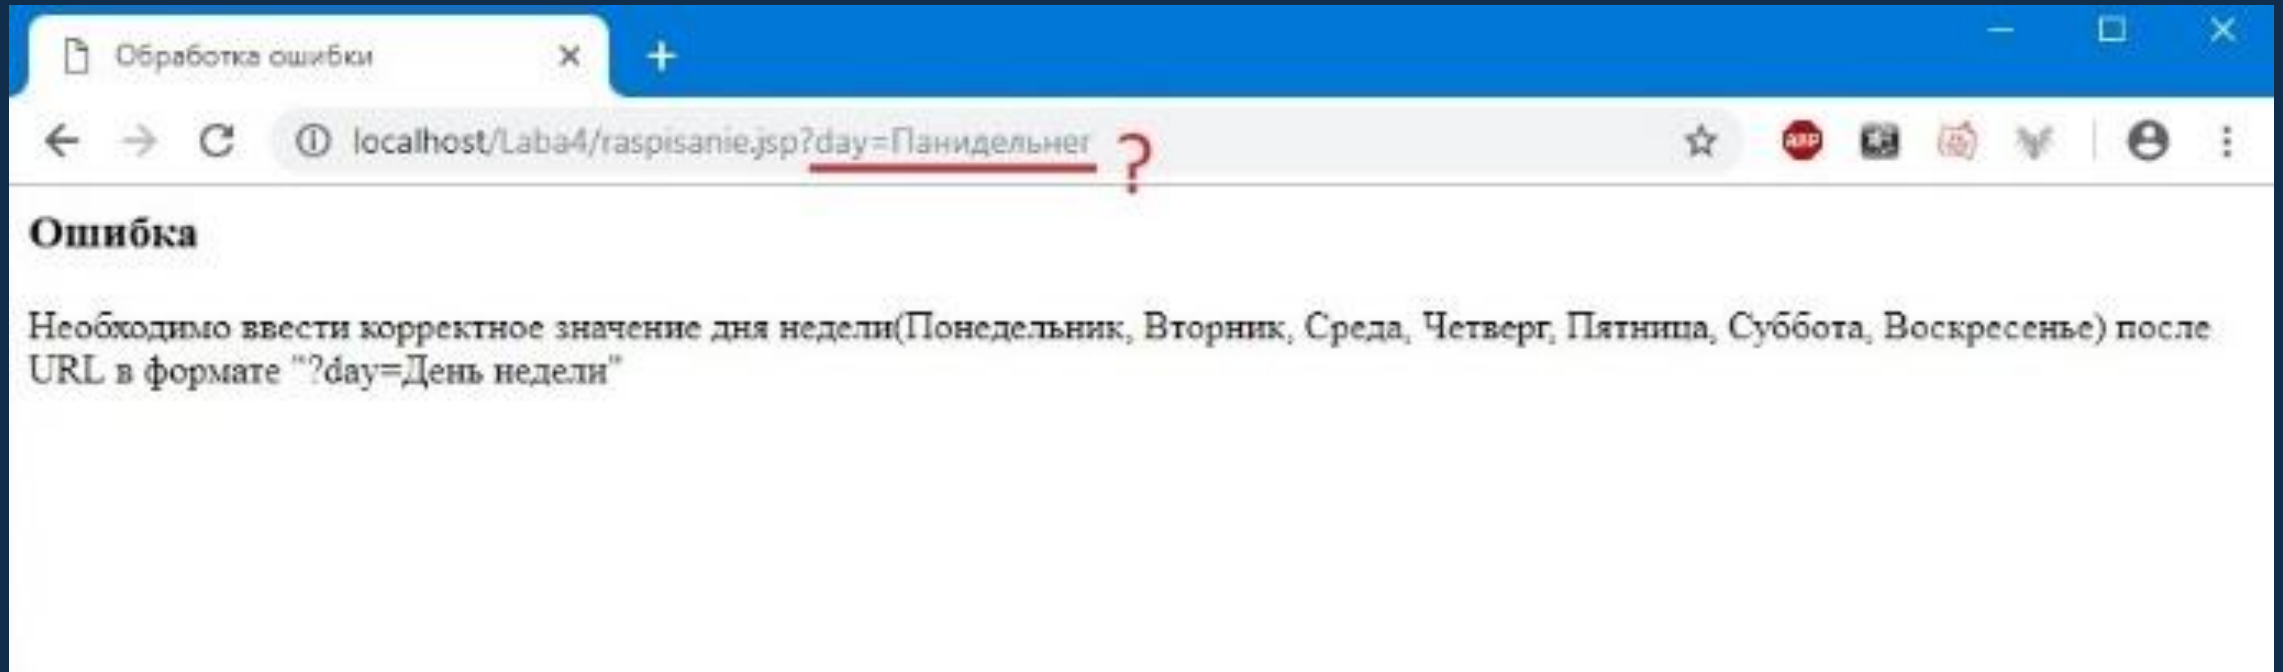 Обработка ошибки
localhost/Laba4/raspisanie.jsp?day=Панидельнег ?
ABP
Ошибка
Необходимо ввести корректное значение дня недели(Понедельник, Вторник, Среда, Четверг, Пятница, Суббота, Воскресенье) после
URL в формате "?day=День недели"